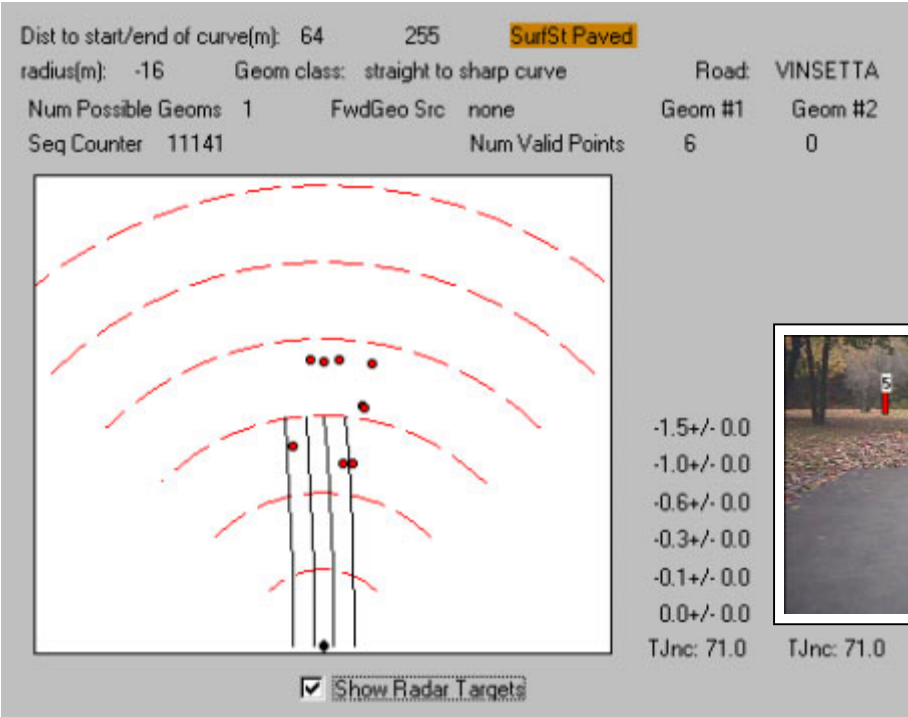 Dist to start/end of curve(m): 64 255 SurfSt Paved
radius(m): -16 Geom class: straight to sharp curve Road: VINSETTA
Num Possible Geoms 1 FwdGeo Src none Geom #1 Geom #2
Seq Counter 11141 Num Valid Points 6 0
5
-1.5+/- 0.0
-1.0+/- 0.0
-0.6+/- 0.0
-0.3+/- 0.0
-0.1+/- 0.0
0.0+/- 0.0
TJnc: 71.0 TJnc: 71.0
Show Radar Targets